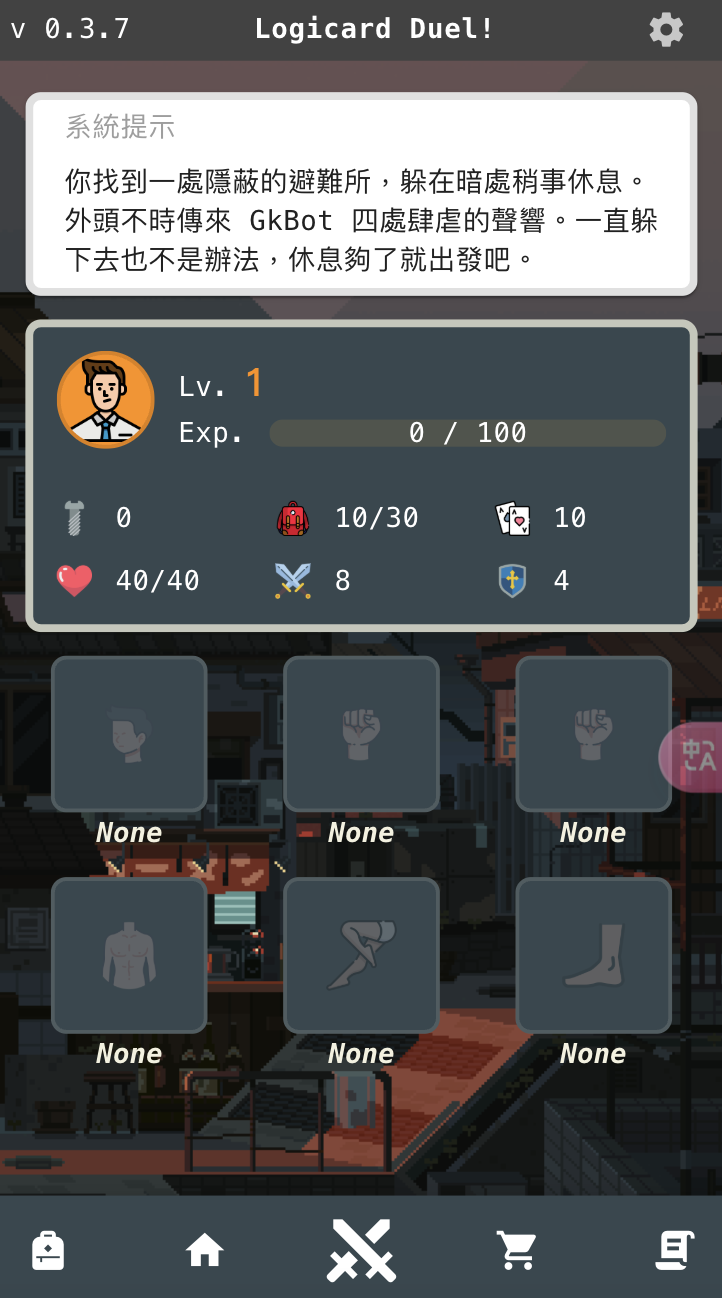 v 0.3.7
Logicard Duel!
系統提示
你找到一處隱蔽的避難所，躲在暗處稍事休息。
外頭不時傳來 GkBot 四處肆虐的聲響。一直躲
下去也不是辦法，休息夠了就出發吧。
Lv. 1
Exp. 0 / 100
0 10/30 10
40/40 8 4
None None None
None None None
中 A